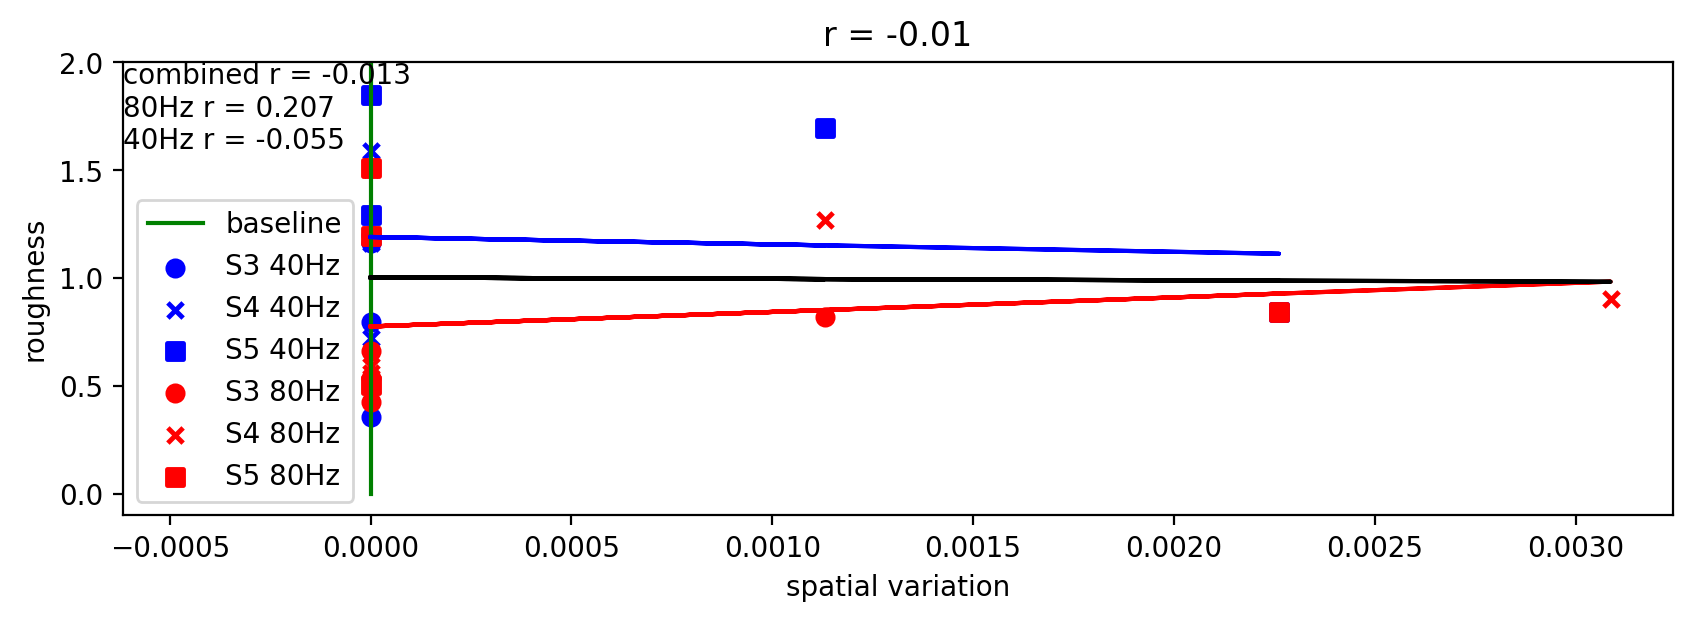 r = -0.01
combined r = -0.013
80Hz r = 0.207
40Hz r = -0.055
baseline
S3 40Hz
S4 40Hz
S5 40Hz
S3 80Hz
S4 80Hz
S5 80Hz
roughness
2.0
1.5
1.0
0.5
0.0
−0.0005 0.0000 0.0005 0.0010 0.0015 0.0020 0.0025 0.0030
spatial variation